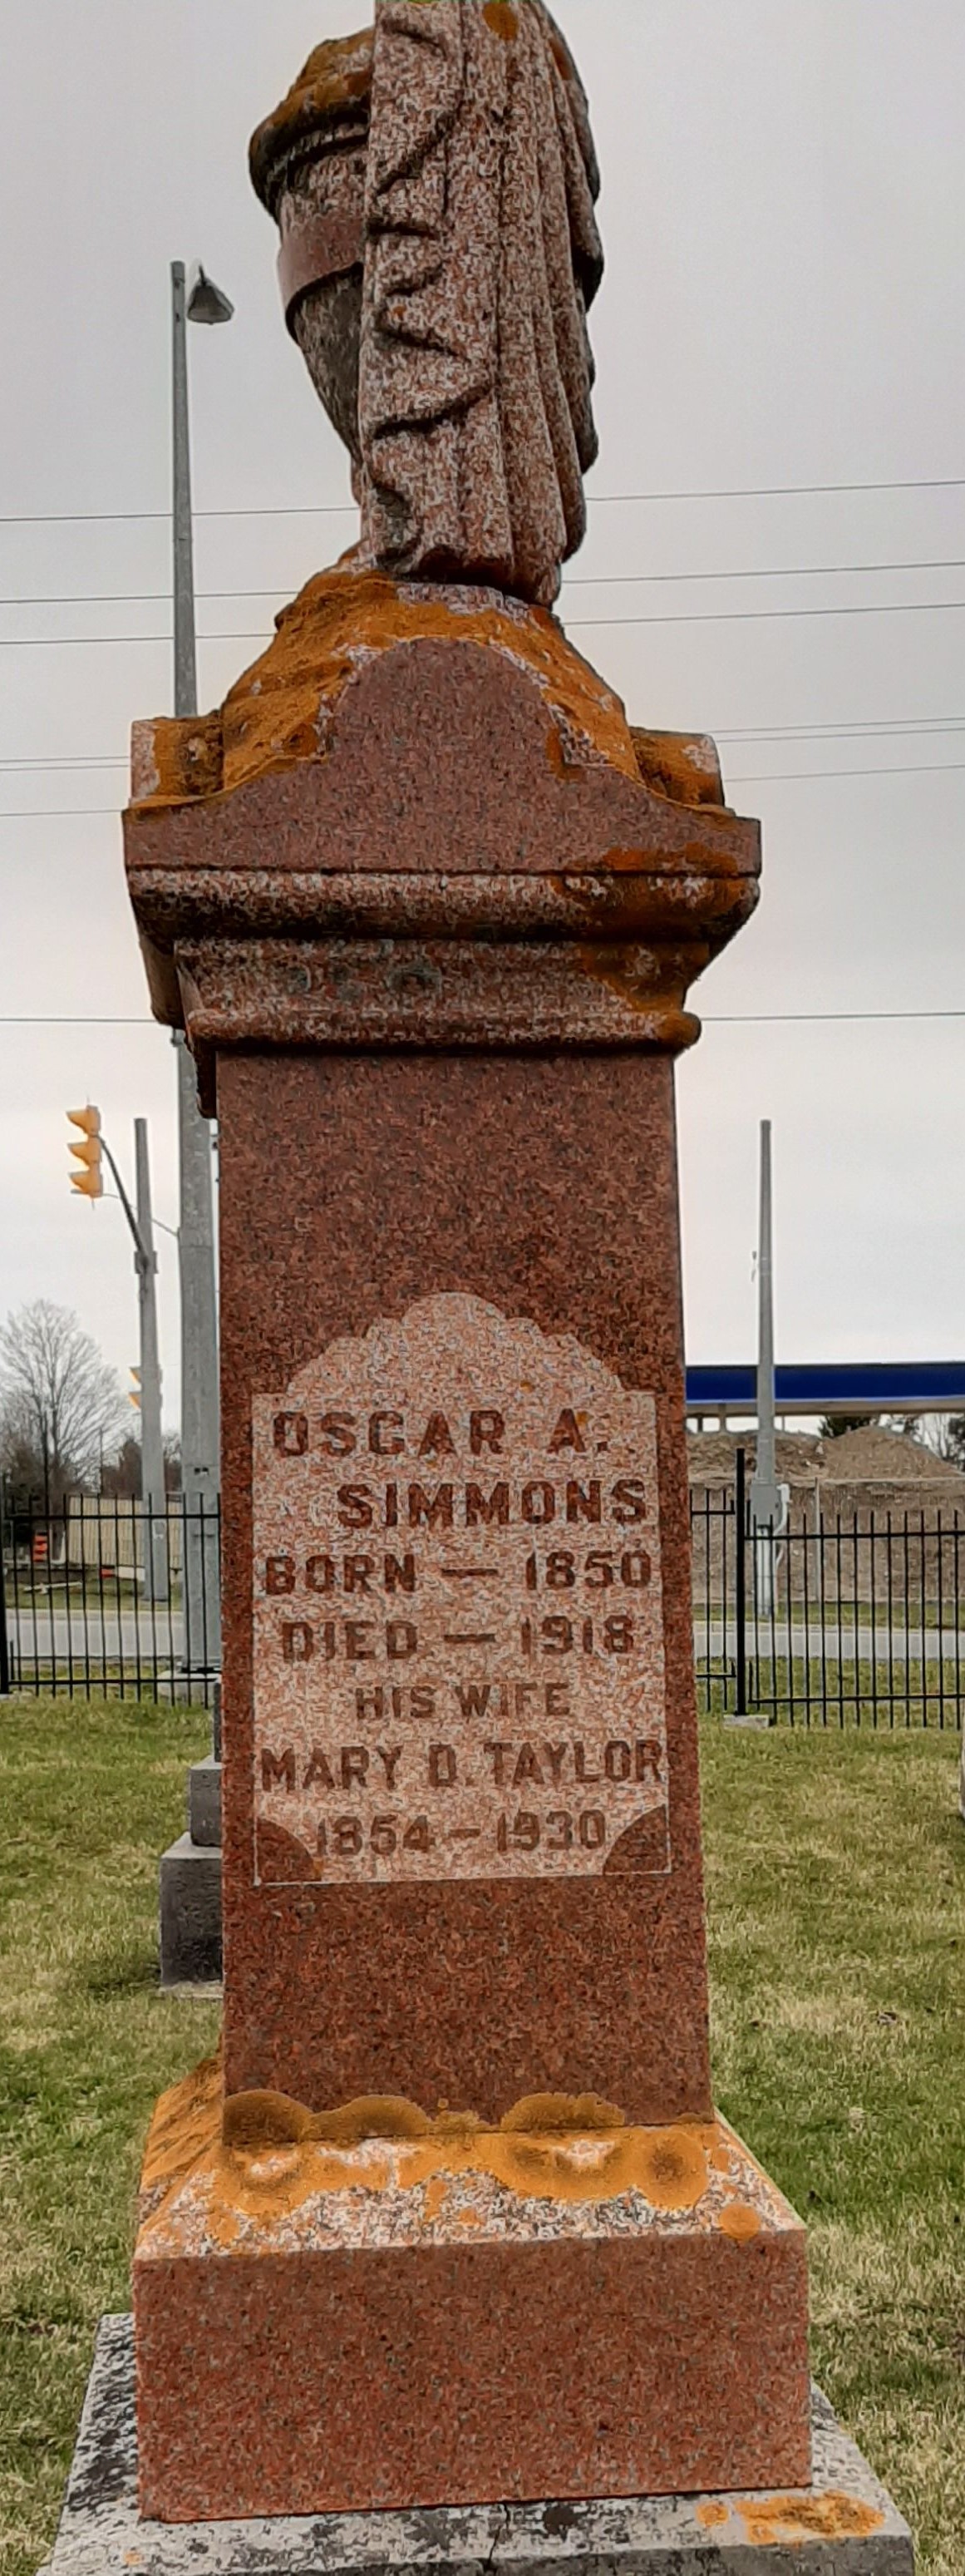 OSCAR A.
SIMMONS
BORN — 1850
DIED — 1918
HIS WIFE
MARY D. TAYLOR
1854 – 1930